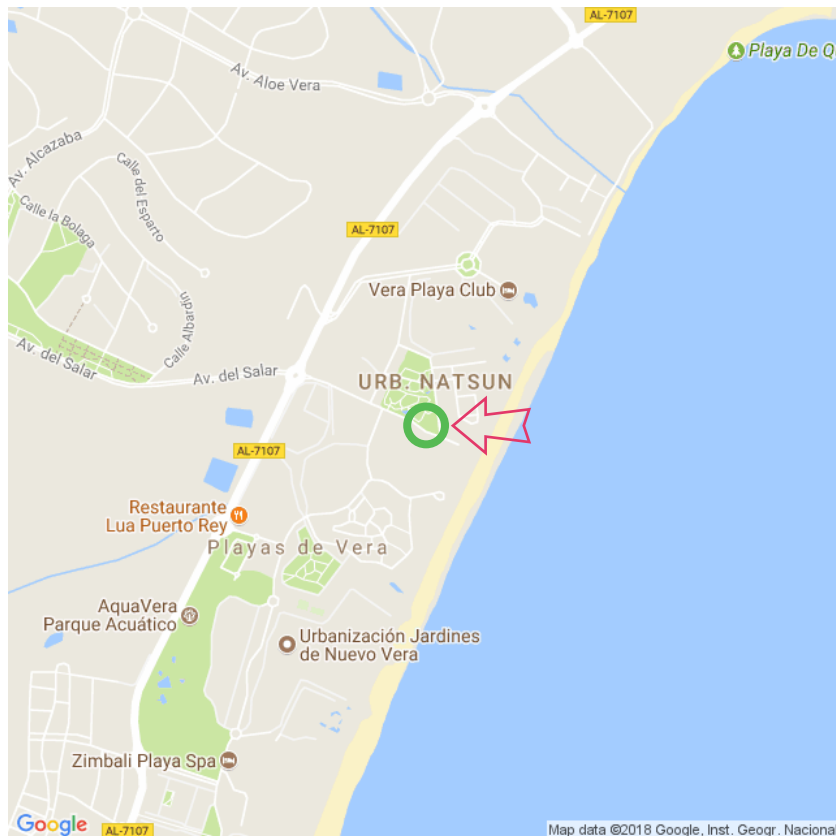 AL-7107
Playa De Q
Av. Aloe Vera
Av. Alcazaba
Calle del Esparto
Calle la Bolaga
AL-7107
Vera Playa Club
Calle Albardin
Av. del Salar
Av. del Salar
URB. NATSUN
AL-7107
Restaurante
Lua Puerto Rey
Playas de Vera
AquaVera
Parque Acuático
Urbanización Jardines
de Nuevo Vera
Zimbali Playa Spa
Google
AL-7107
Map data ©2018 Google, Inst. Geogr. Naciona